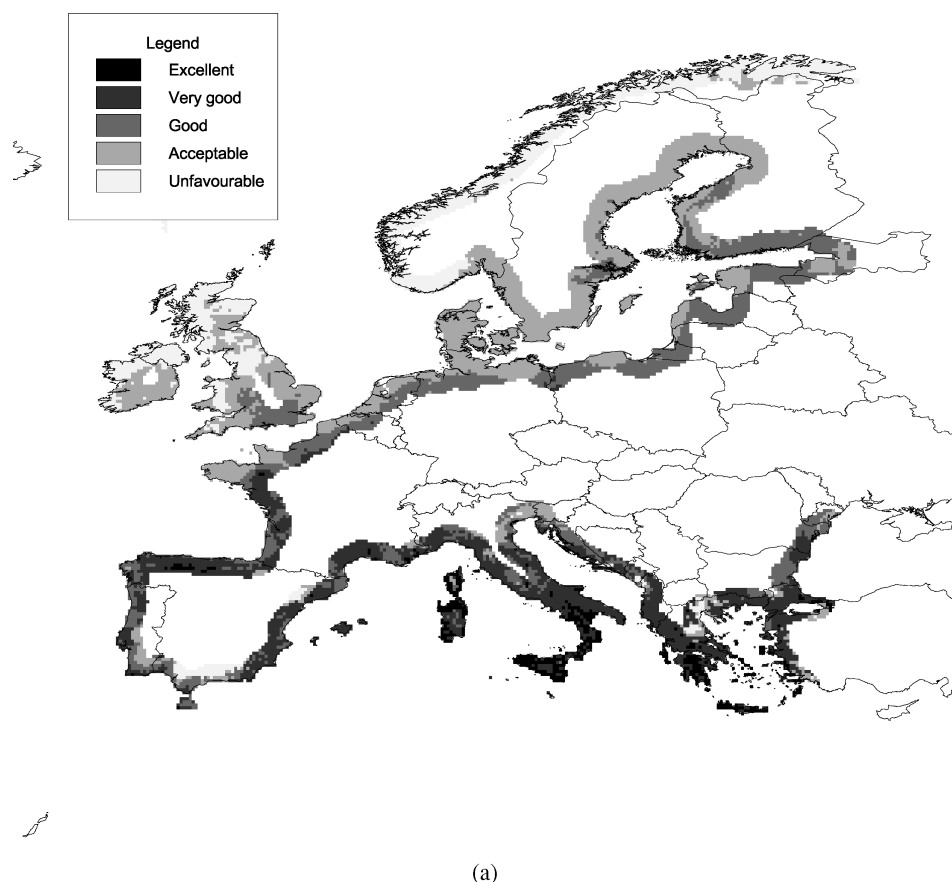 Legend
Excellent
Very good
Good
Acceptable
Unfavourable
(a)